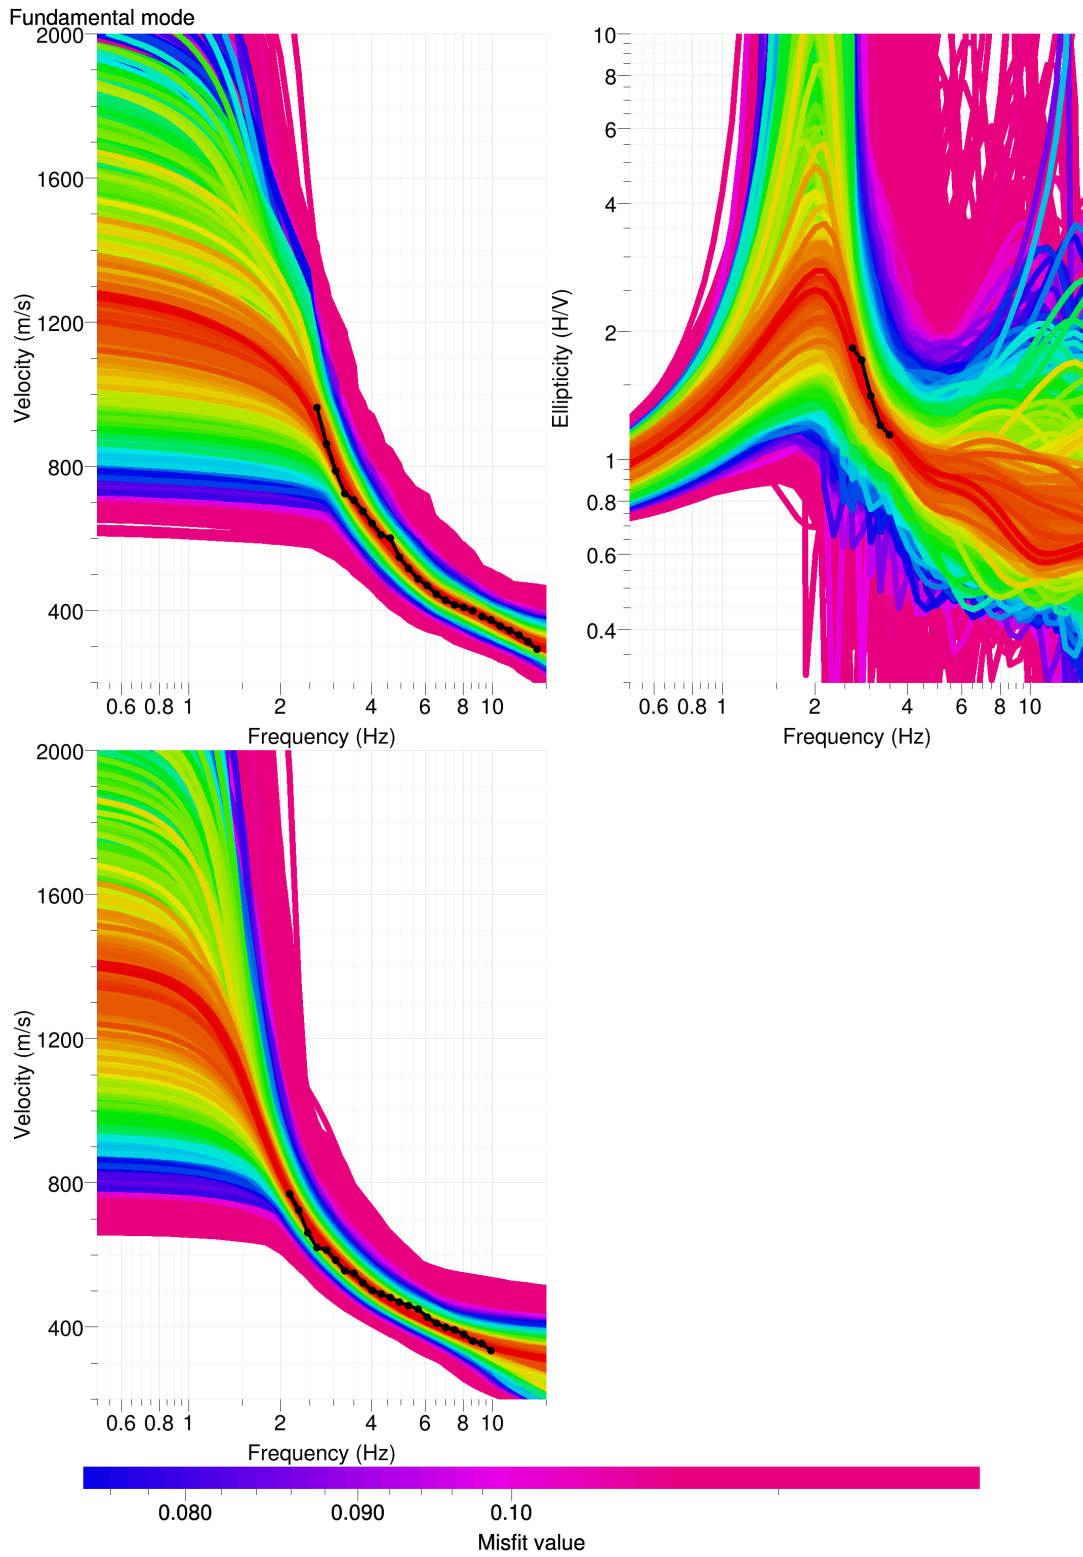 Fundamental mode
2000
1600
1200
800
400
Velocity (m/s)
0.6 0.8 1 2 4 6 8 10
Frequency (Hz)
10
8
6
4
2
1
0.8
0.6
0.4
Ellipticity (H/V)
0.6 0.8 1 2 4 6 8 10
Frequency (Hz)
2000
1600
1200
800
400
Velocity (m/s)
0.6 0.8 1 2 4 6 8 10
Frequency (Hz)
0.080 0.090 0.10
Misfit value